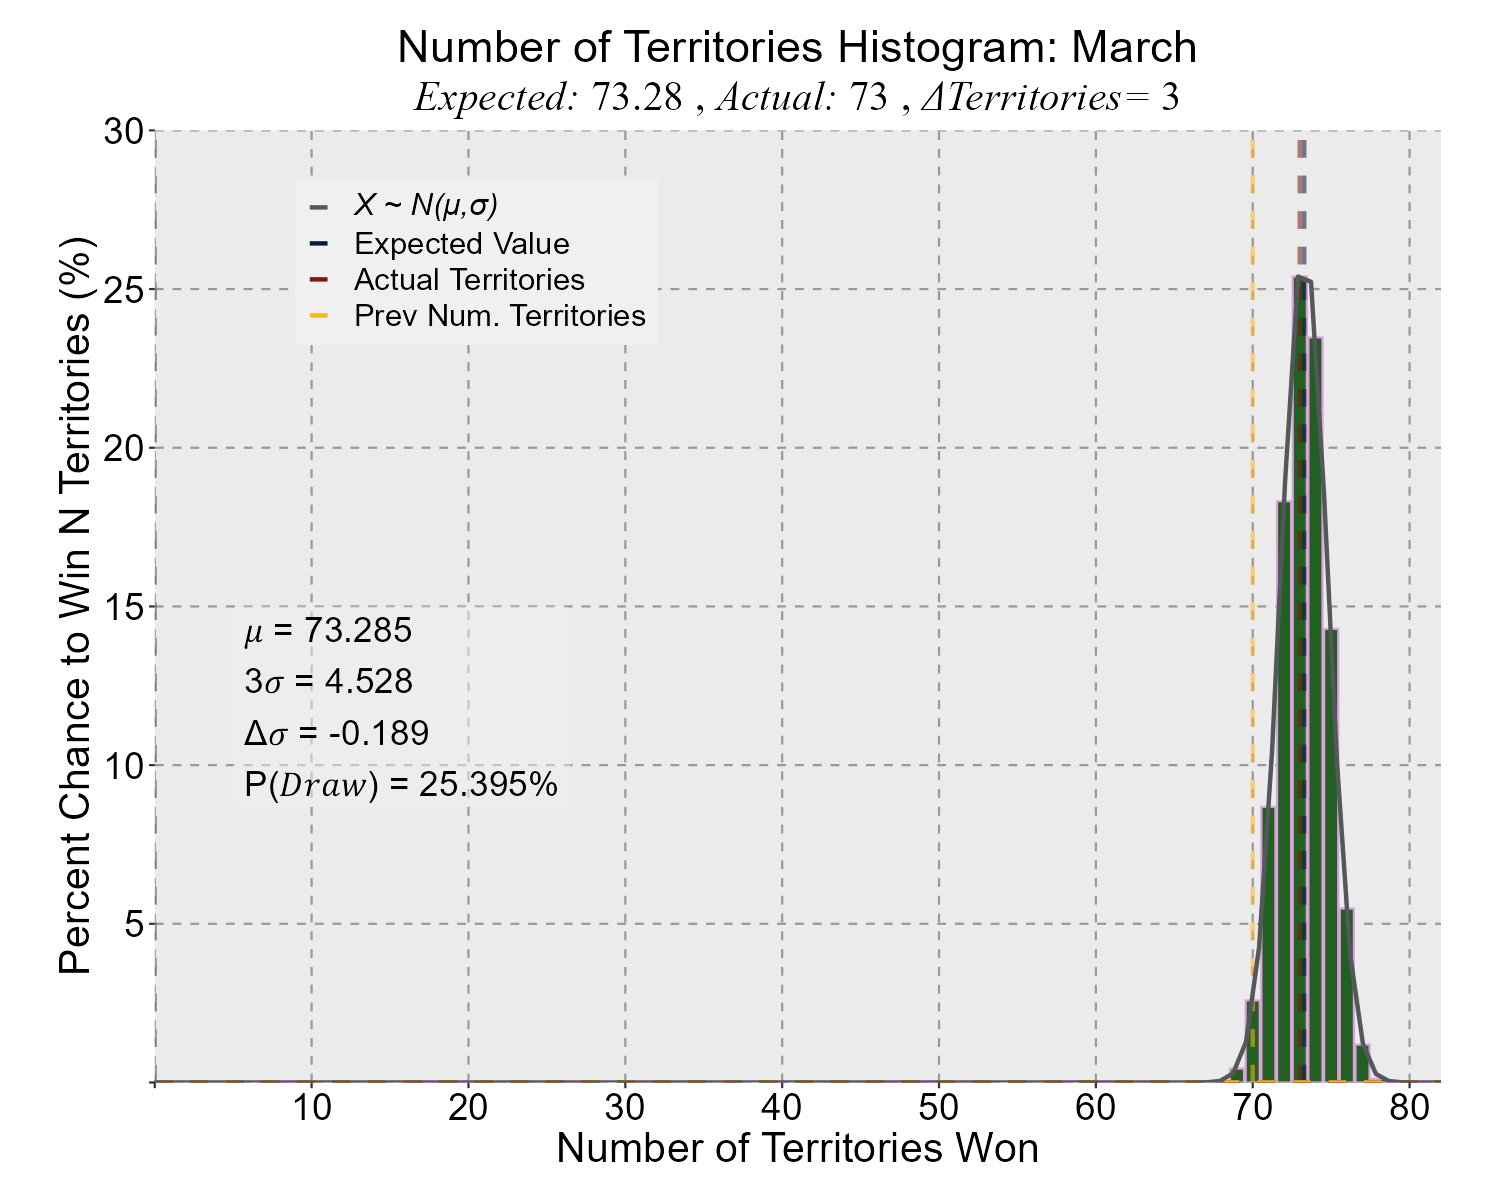 Number of Territories Histogram: March
Expected: 73.28 , Actual: 73 , ΔTerritories= 3
Percent Chance to Win N Territories (%)
30
25
20
15
10
5
X ~ N(μ,σ)
Expected Value
Actual Territories
Prev Num. Territories
μ = 73.285
3σ = 4.528
Δσ = -0.189
P(Draw) = 25.395%
10 20 30 40 50 60 70 80
Number of Territories Won